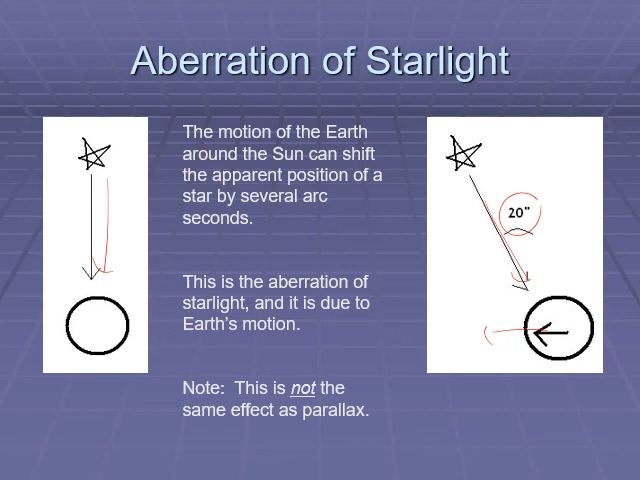 Aberration of Starlight
The motion of the Earth
around the Sun can shift
the apparent position of a
star by several arc
seconds.
This is the aberration of
starlight, and it is due to
Earth’s motion.
Note:  This is not the
same effect as parallax.
20"